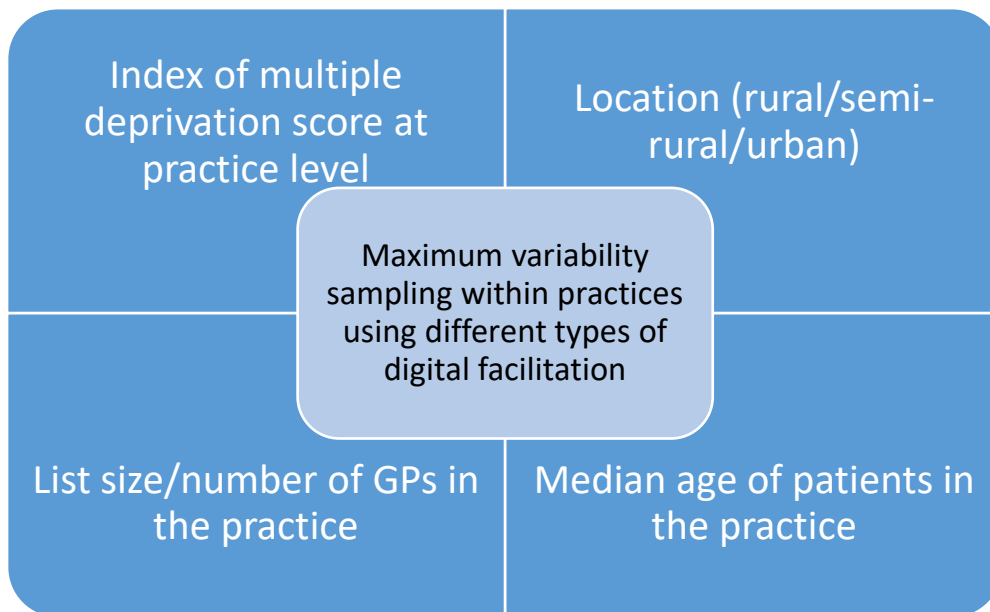 Index of multiple
deprivation score at
practice level
Location (rural/semi-
rural/urban)
Maximum variability
sampling within practices
using different types of
digital facilitation
List size/number of GPs in
the practice
Median age of patients in
the practice